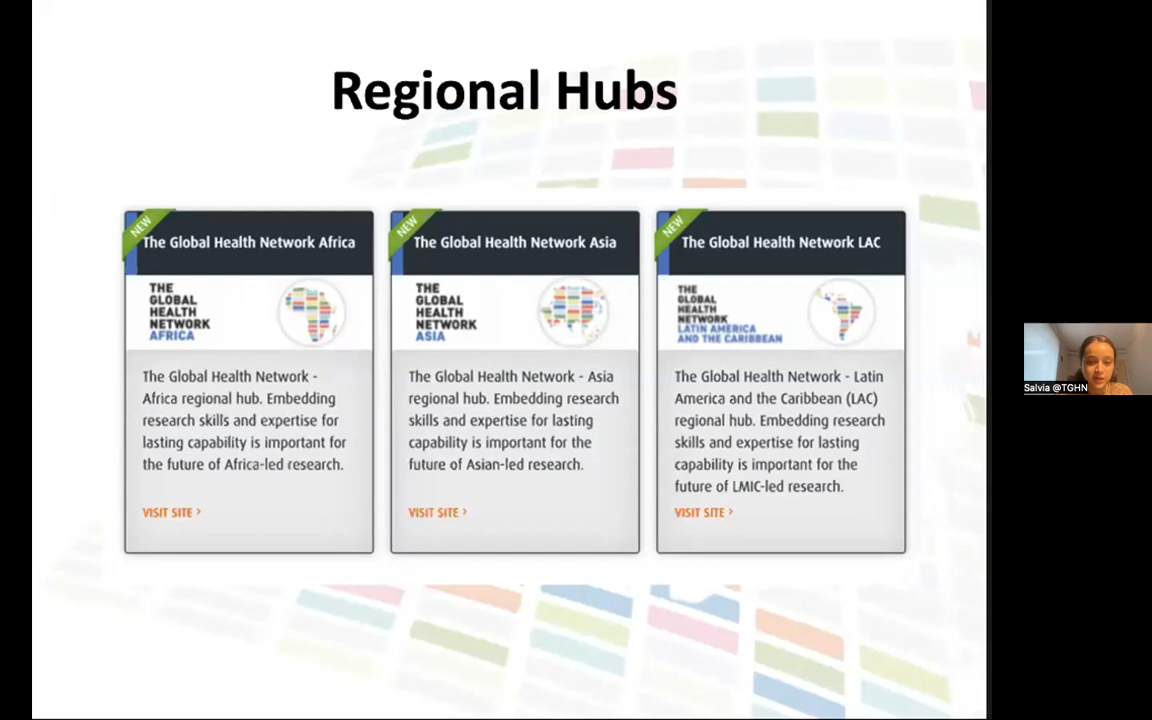 Regional Hubs
NEW
The Global Health Network Africa
THE
GLOBAL
HEALTH
NETWORK
AFRICA
The Global Health Network -
Africa regional hub. Embedding
research skills and expertise for
lasting capability is important for
the future of Africa-led research.
VISIT SITE >
NEW
The Global Health Network Asia
THE
GLOBAL
HEALTH
NETWORK
ASIA
The Global Health Network - Asia
regional hub. Embedding research
skills and expertise for lasting
capability is important for the
future of Asian-led research.
VISIT SITE >
NEW
The Global Health Network LAC
THE
GLOBAL
HEALTH
NETWORK
LATIN AMERICA
AND THE CARIBBEAN
The Global Health Network - Latin
America and the Caribbean (LAC)
regional hub. Embedding research
skills and expertise for lasting
capability is important for the
future of LMIC-led research.
VISIT SITE >
Salvia @TGHN